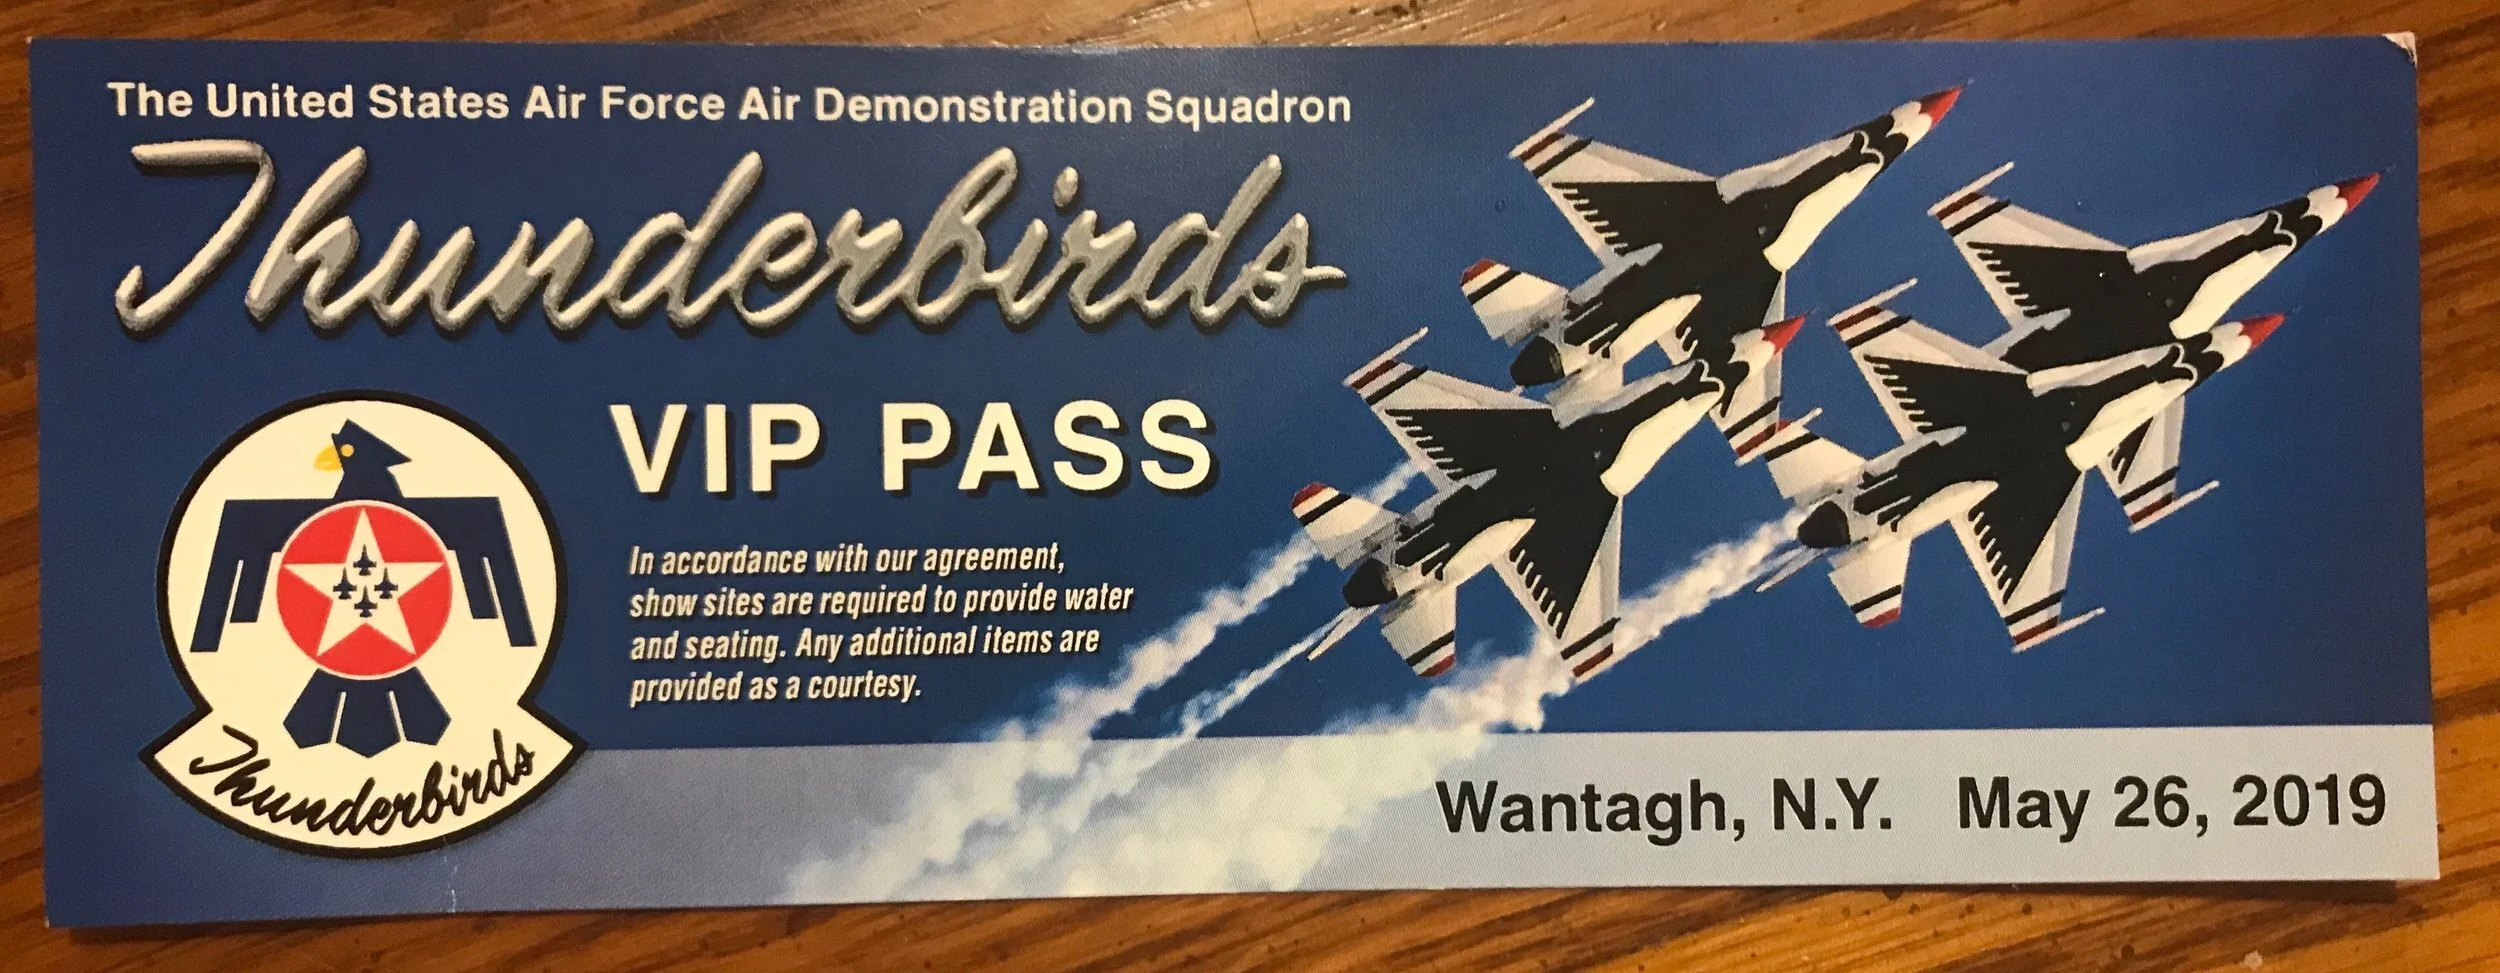 The United States Air Force Air Demonstration Squadron
Thunderbirds
VIP PASS
In accordance with our agreement,
show sites are required to provide water
and seating. Any additional items are
provided as a courtesy.
Thunderbirds
Wantagh, N.Y. May 26, 2019